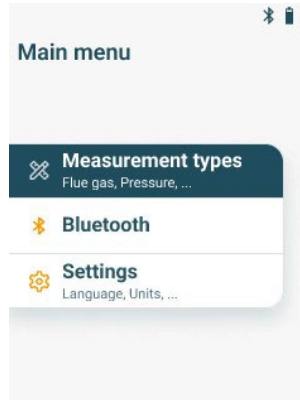 Main menu
Measurement types
Flue gas, Pressure, ...
Bluetooth
Settings
Language, Units, ...